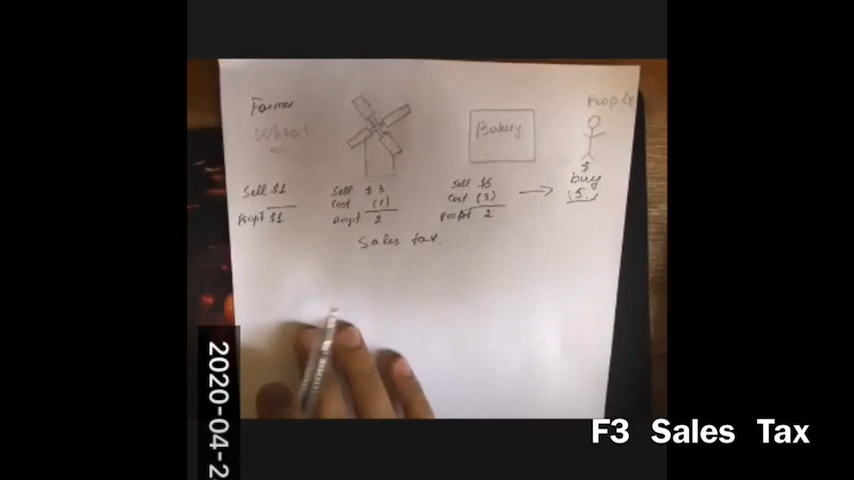 Farmer
Wheat
Bakery
People
$
Sell $1
Profit $1
Sell $3
Cost (1)
profit 2
Sell $5
Cost (3)
profit 2
buy
5.
Sales tax.
2020-04-2
F3 Sales Tax